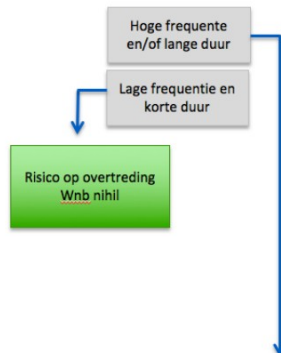 Hoge frequente
en/of lange duur
Lage frequentie en
korte duur
Risico op overtreding
Wnb nihil